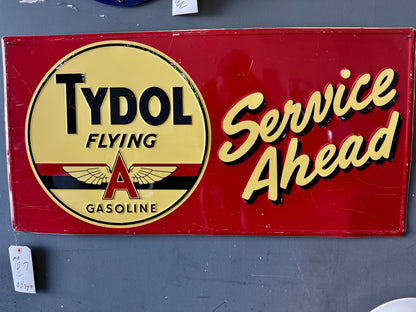 TYDOL
FLYING
A
GASOLINE
Service
Ahead